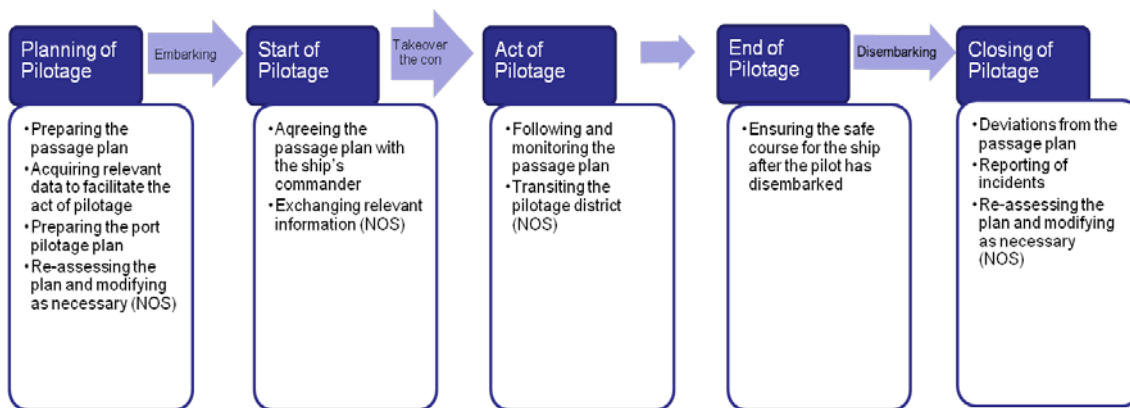 Planning of
Pilotage
Embarking
Start of
Pilotage
Takeover
the con
Act of
Pilotage
End of
Pilotage
Disembarking
Closing of
Pilotage
•Preparing the
passage plan
•Acquiring relevant
data to facilitate the
act of pilotage
•Preparing the port
pilotage plan
•Re-assessing the
plan and modifying
as necessary (NOS)
•Agreeing the
passage plan with
the ship's
commander
•Exchanging relevant
information (NOS)
•Following and
monitoring the
passage plan
•Transiting the
pilotage district
(NOS)
•Ensuring the safe
course for the ship
after the pilot has
disembarked
•Deviations from the
passage plan
•Reporting of
incidents
•Re-assessing the
plan and modifying
as necessary
(NOS)